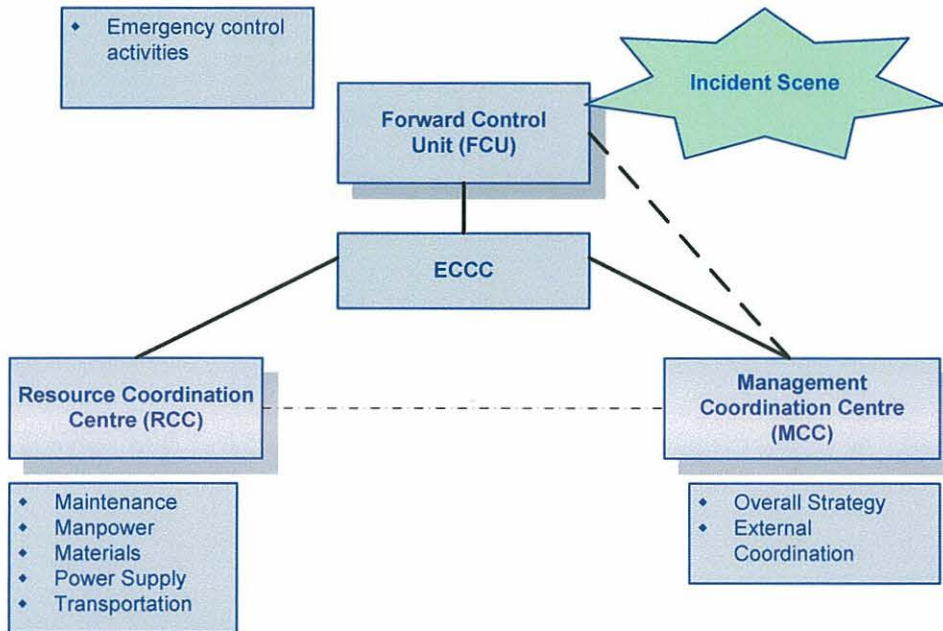 ◆ Emergency control
activities
Incident Scene
Forward Control
Unit (FCU)
ECCC
Resource Coordination
Centre (RCC)
Management
Coordination Centre
(MCC)
◆ Maintenance
◆ Manpower
◆ Materials
◆ Power Supply
◆ Transportation
◆ Overall Strategy
◆ External
Coordination